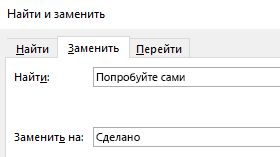 Найти и заменить
Найти Заменить Перейти
Найти: Попробуйте сами
Заменить на: Сделано